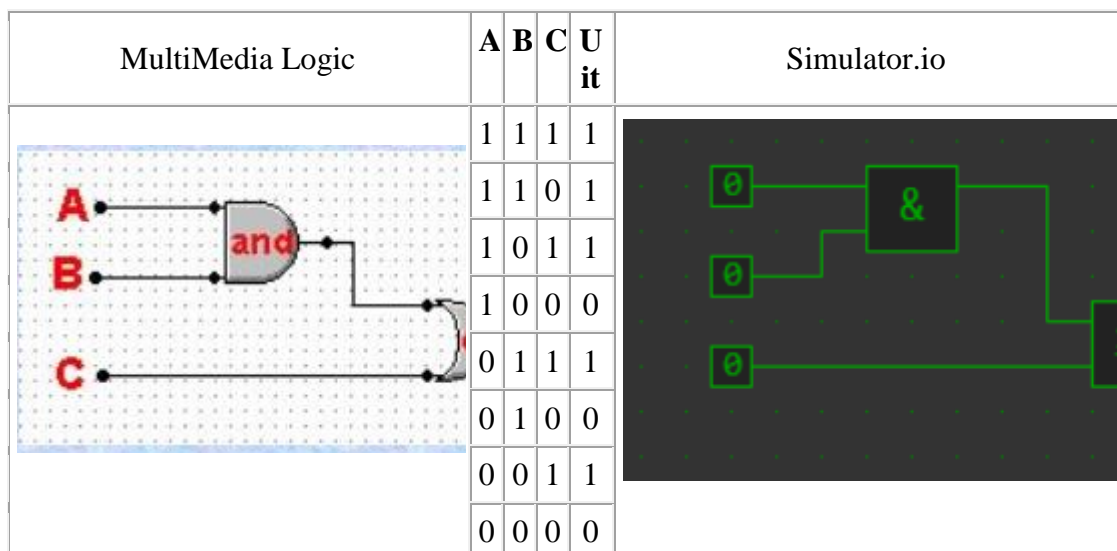 MultiMedia Logic A B C U it Simulator.io
1 1 1 1
1 1 0 1
1 0 1 1
1 0 0 0
0 1 1 1
0 1 0 0
0 0 1 1
0 0 0 0
A
and
B
C
0
&
0
0